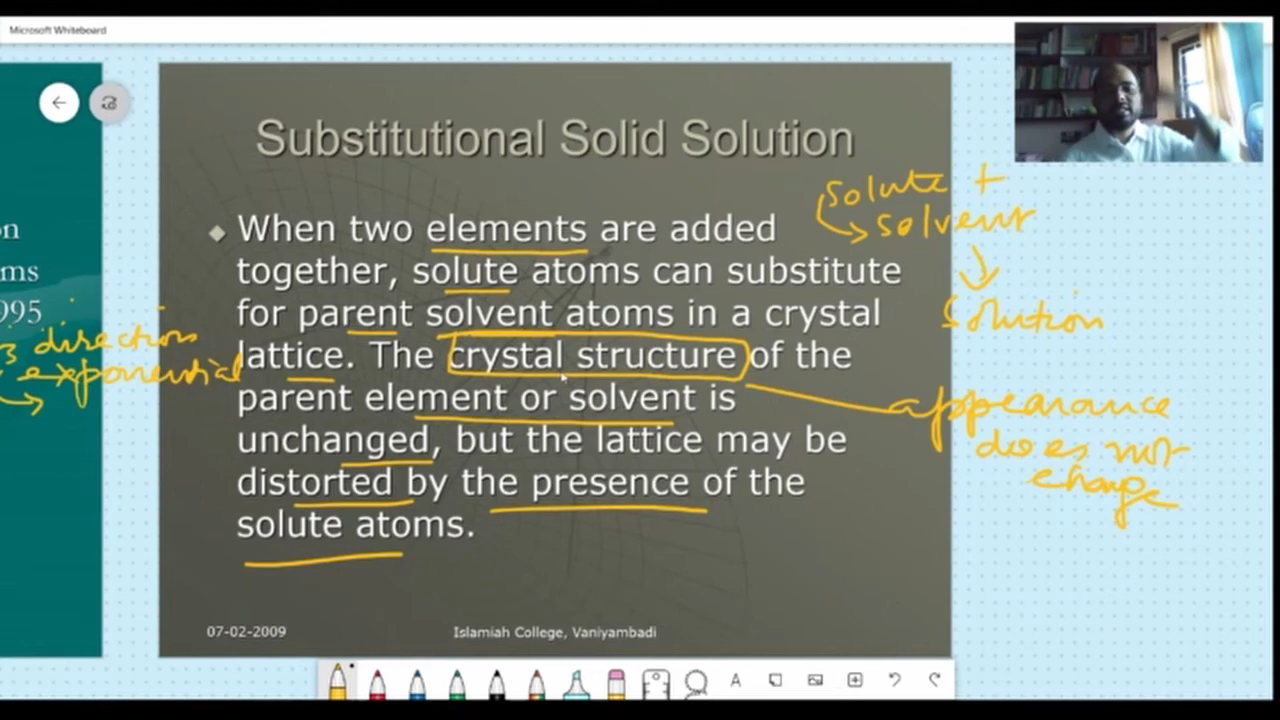 Microsoft Whiteboard
on
ms
995
3 direction
exponential
Substitutional Solid Solution
When two elements are added
together, solute atoms can substitute
for parent solvent atoms in a crystal
lattice. The crystal structure of the
parent element or solvent is
unchanged, but the lattice may be
distorted by the presence of the
solute atoms.
07-02-2009
Islamiah College, Vaniyambadi
solute +
solvent
solution
appearance
does not
change
A